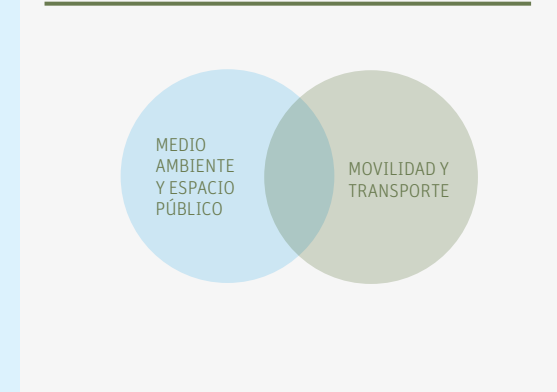 MEDIO
AMBIENTE
Y ESPACIO
PÚBLICO
MOVILIDAD Y
TRANSPORTE